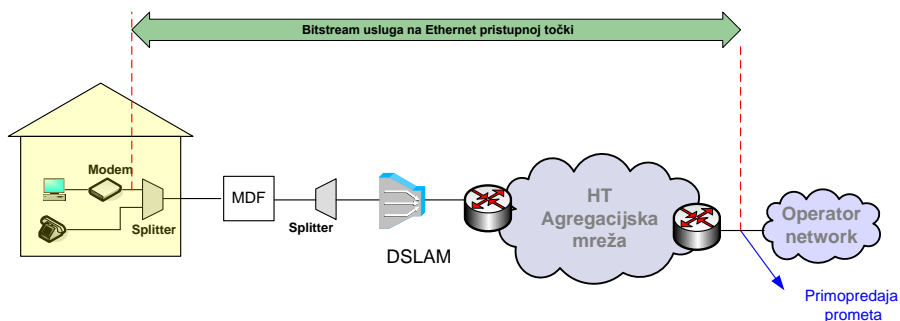 Bitstream usluga na Ethernet pristupnoj točki
Modem
Splitter
MDF
Splitter
DSLAM
HT
Agregacijska
mreža
Operator
network
Primopredaja
prometa